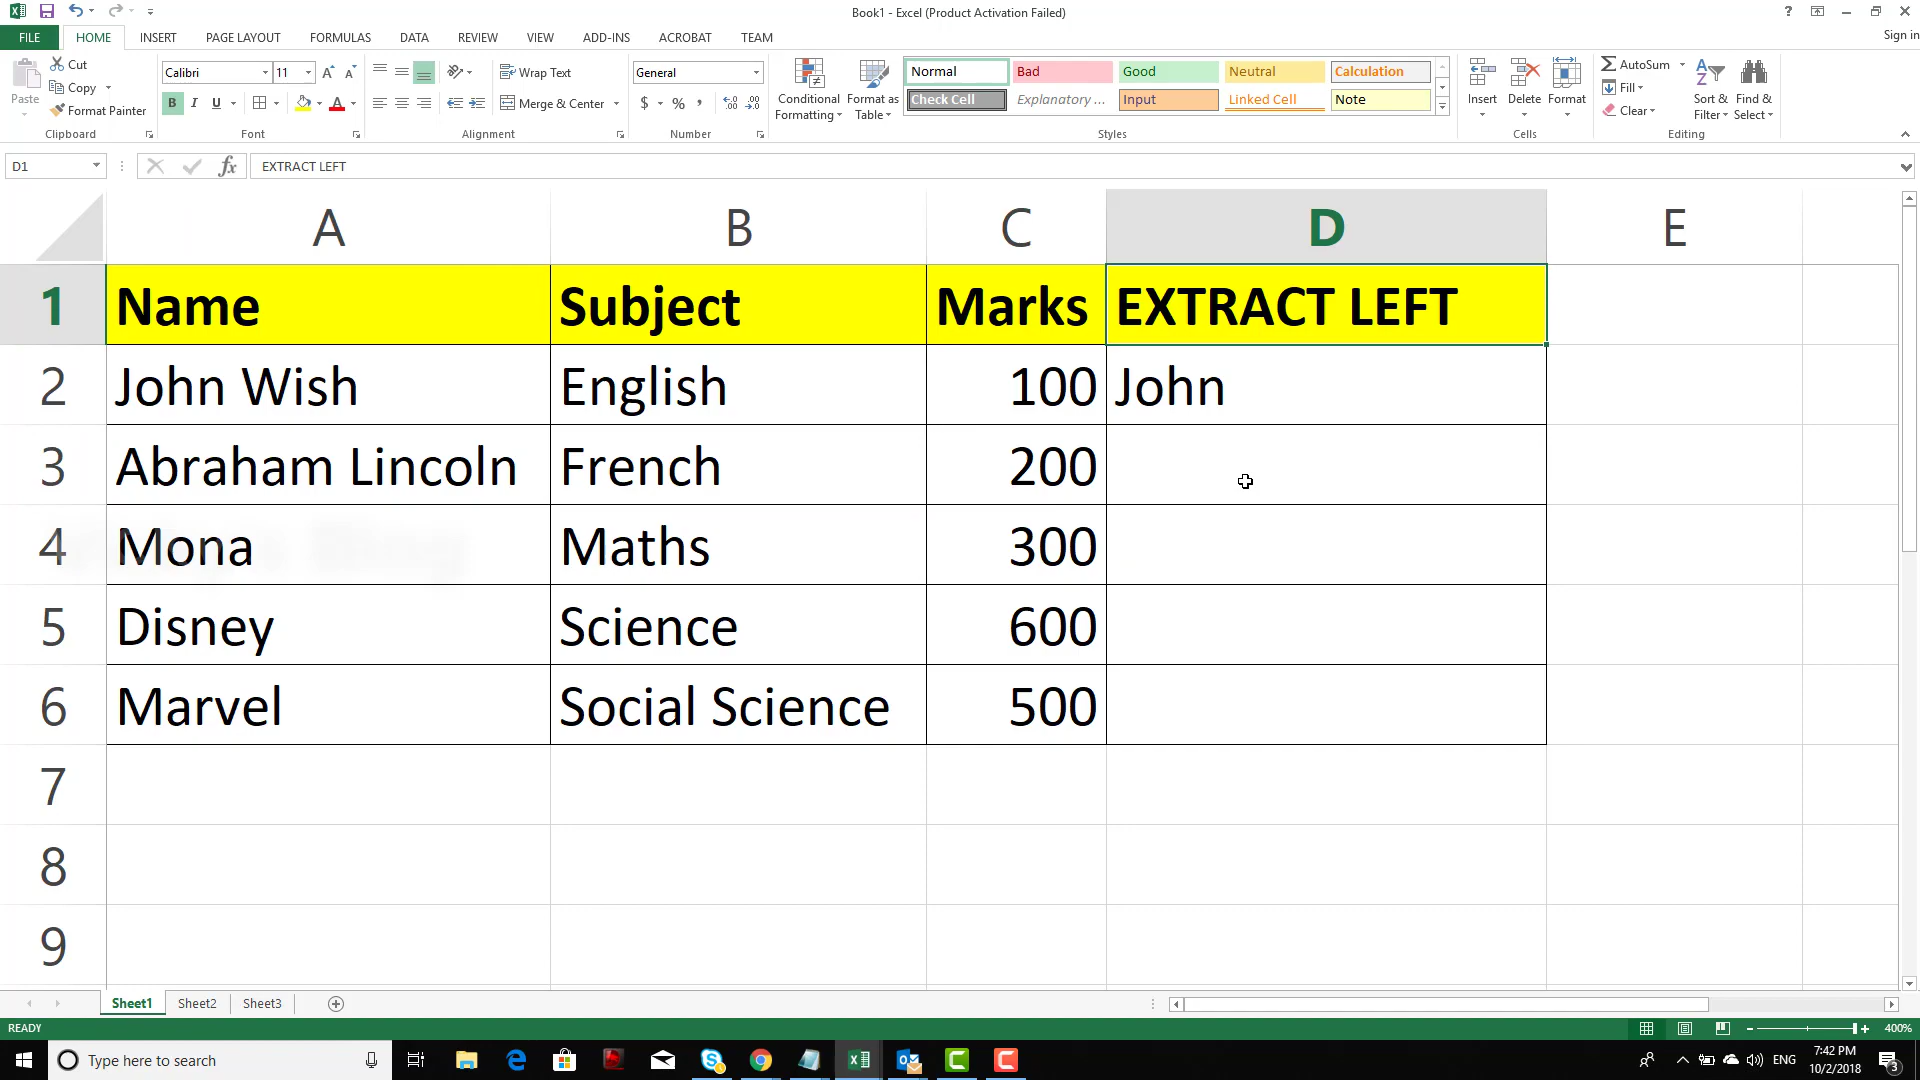 Book1 - Excel (Product Activation Failed)
FILE HOME INSERT PAGE LAYOUT FORMULAS DATA REVIEW VIEW ADD-INS ACROBAT TEAM Sign in
Paste Cut Copy Format Painter
Clipboard
Calibri 11
B I U
Font
Wrap Text
Merge & Center
Alignment
General
$ % ,
Number
Conditional Formatting
Format as Table
Normal Bad Good Neutral Calculation
Check Cell Explanatory ... Input Linked Cell Note
Styles
Insert Delete Format
Cells
AutoSum
Fill
Clear
Sort & Filter
Find & Select
Editing
D1 fx EXTRACT LEFT
A B C D E
1 Name Subject Marks EXTRACT LEFT
2 John Wish English 100 John
3 Abraham Lincoln French 200
4 Mona Maths 300
5 Disney Science 600
6 Marvel Social Science 500
7
8
9
Sheet1 Sheet2 Sheet3
READY 400%
Type here to search
ENG
7:42 PM
10/2/2018
3